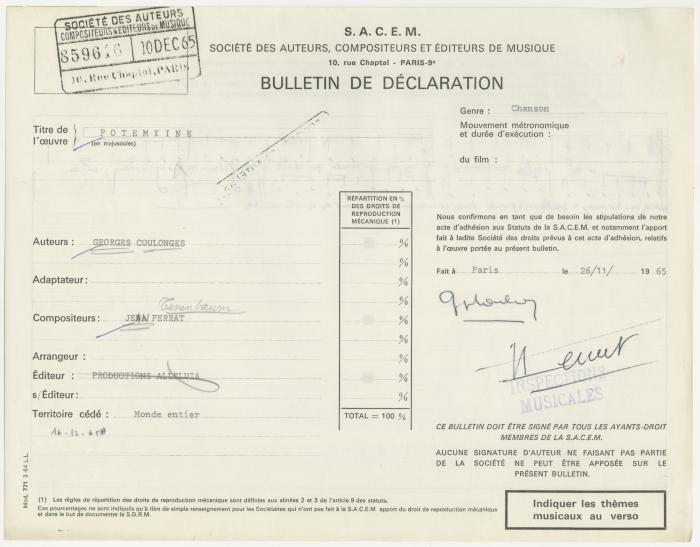 SOCIÉTÉ DES AUTEURS
COMPOSITEURS & ÉDITEURS DE MUSIQUE
859616 10 DEC 65
10, Rue Chaptal, PARIS
S.A.C.E.M.
SOCIÉTÉ DES AUTEURS, COMPOSITEURS ET ÉDITEURS DE MUSIQUE
10, rue Chaptal - PARIS-9e
BULLETIN DE DÉCLARATION
Genre : Chanson
Mouvement métronomique
et durée d'exécution :
du film :
Titre de
l'œuvre
POTEMKINE
(en majuscules)
RÉPARTITION EN %
DES DROITS DE
REPRODUCTION
MÉCANIQUE (1)
Auteurs : GEORGES COULONGES %
%
Adaptateur : %
Tenenbaum
Compositeurs : JEAN FERRAT %
%
Arrangeur : %
Éditeur : PRODUCTIONS ALLELUIA %
s/Éditeur : %
Territoire cédé : Monde entier
TOTAL = 100 %
16-12-65
Nous confirmons en tant que de besoin les stipulations de notre
acte d'adhésion aux Statuts de la S.A.C.E.M. et notamment l'apport
fait à ladite Société des droits prévus à cet acte d'adhésion, relatifs
à l'œuvre portée au présent bulletin.
Fait à Paris le 26/11/ 1965
INSPECTIONS
MUSICALES
CE BULLETIN DOIT ÊTRE SIGNÉ PAR TOUS LES AYANTS-DROIT
MEMBRES DE LA S.A.C.E.M.
AUCUNE SIGNATURE D'AUTEUR NE FAISANT PAS PARTIE
DE LA SOCIÉTÉ NE PEUT ÊTRE APPOSÉE SUR LE
PRÉSENT BULLETIN.
Mod. 771 3 64 L.L.
(1) Les règles de répartition des droits de reproduction mécanique sont définies aux alinéas 2 et 3 de l'article 9 des statuts.
Ces pourcentages ne sont indiqués qu'à titre de simple renseignement pour les Sociétaires qui n'ont pas fait à la S.A.C.E.M apport du droit de reproduction mécanique
et dans le but de documenter la S.D.R.M.
Indiquer les thèmes
musicaux au verso